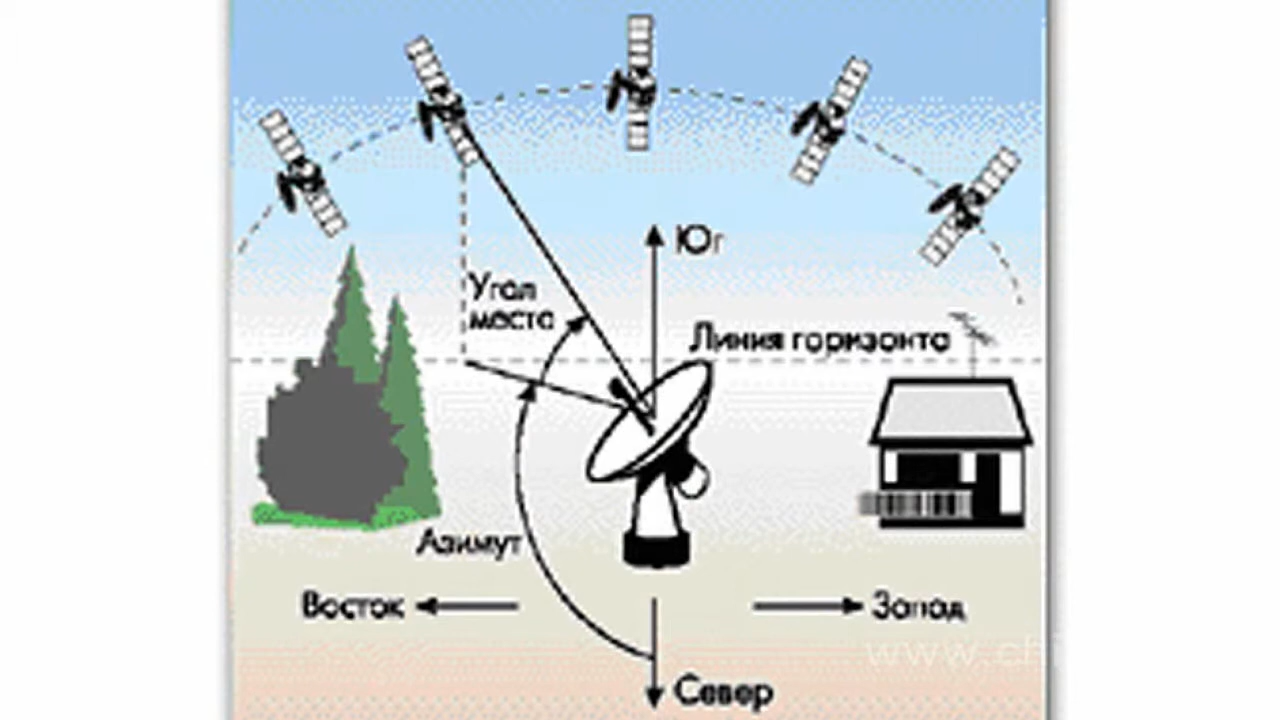 Юг
Угол
места
Линия горизонта
Азимут
Восток
Запад
Север